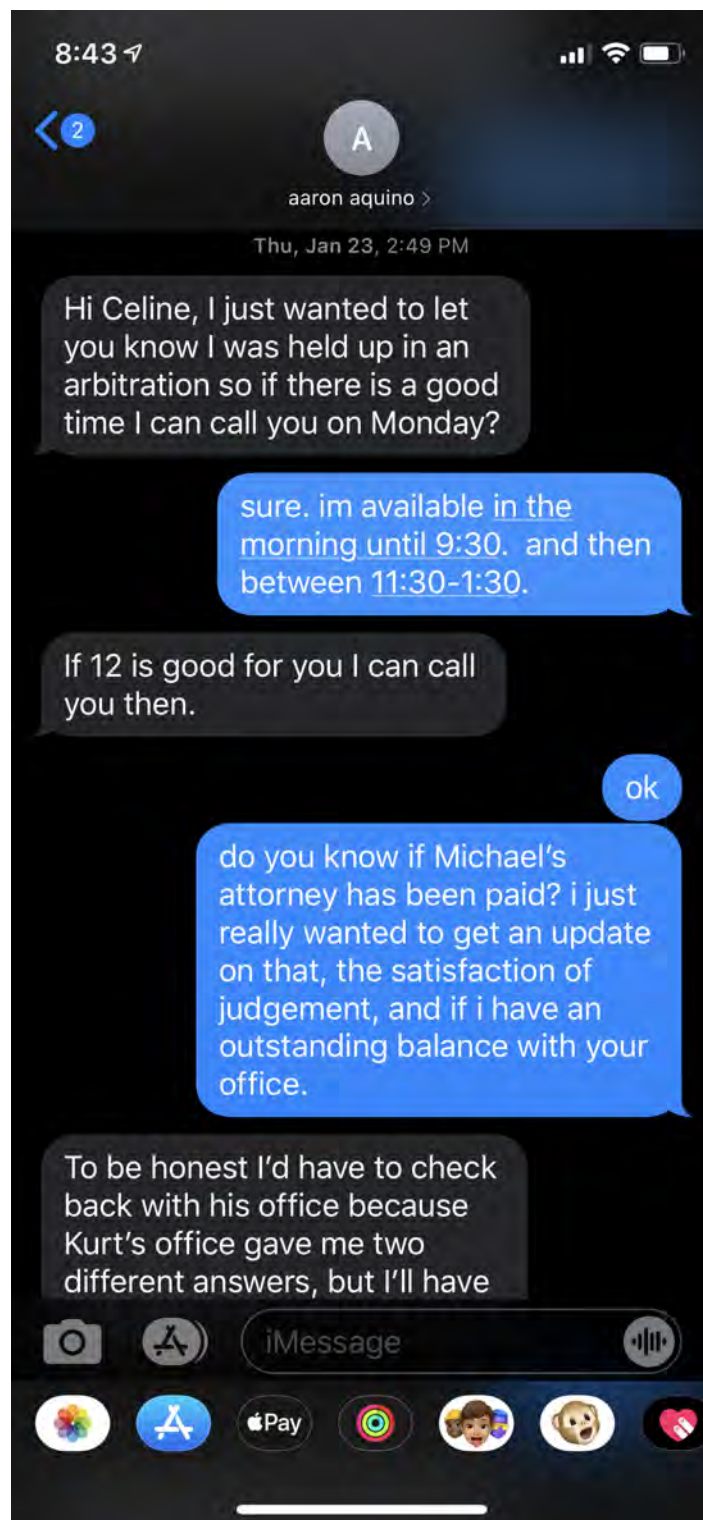 8:43
2
A
aaron aquino >
Thu, Jan 23, 2:49 PM
Hi Celine, I just wanted to let
you know I was held up in an
arbitration so if there is a good
time I can call you on Monday?
sure. im available in the
morning until 9:30.  and then
between 11:30-1:30.
If 12 is good for you I can call
you then.
ok
do you know if Michael’s
attorney has been paid? i just
really wanted to get an update
on that, the satisfaction of
judgement, and if i have an
outstanding balance with your
office.
To be honest I’d have to check
back with his office because
Kurt’s office gave me two
different answers, but I’ll have
iMessage
Pay